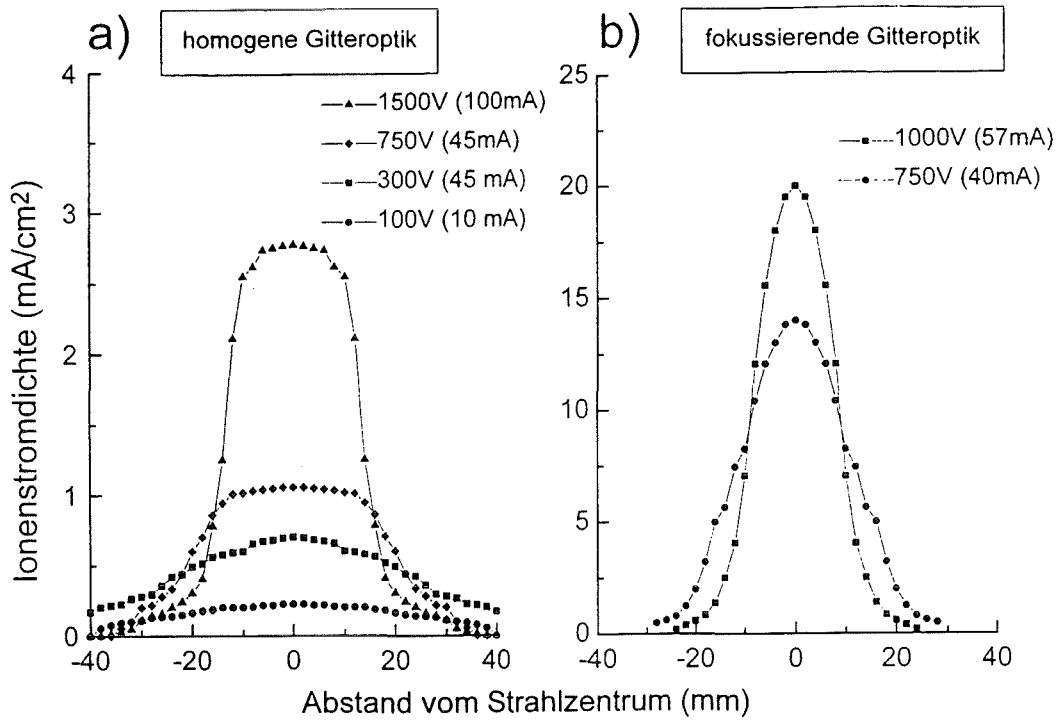 a)
homogene Gitteroptik
4
3
2
1
0
1500V (100mA)
750V (45mA)
300V (45 mA)
100V (10 mA)
Ionenstromdichte (mA/cm2)
-40
-20
0
20
40
b)
fokussierende Gitteroptik
25
20
15
10
5
0
1000V (57mA)
750V (40mA)
-40
-20
0
20
40
Abstand vom Strahlzentrum (mm)